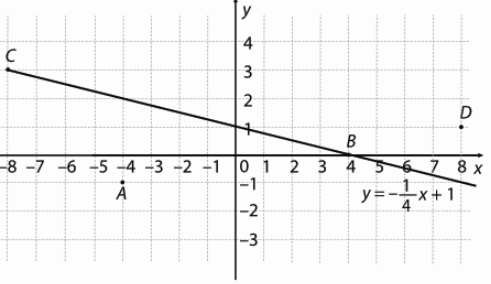 y
4
C
3
2
D
1
B
–8 –7 –6 –5 –4 –3 –2 –1 0 1 2 3 4 5 6 7 8 x
A
–1
y = –1/4 x + 1
–2
–3